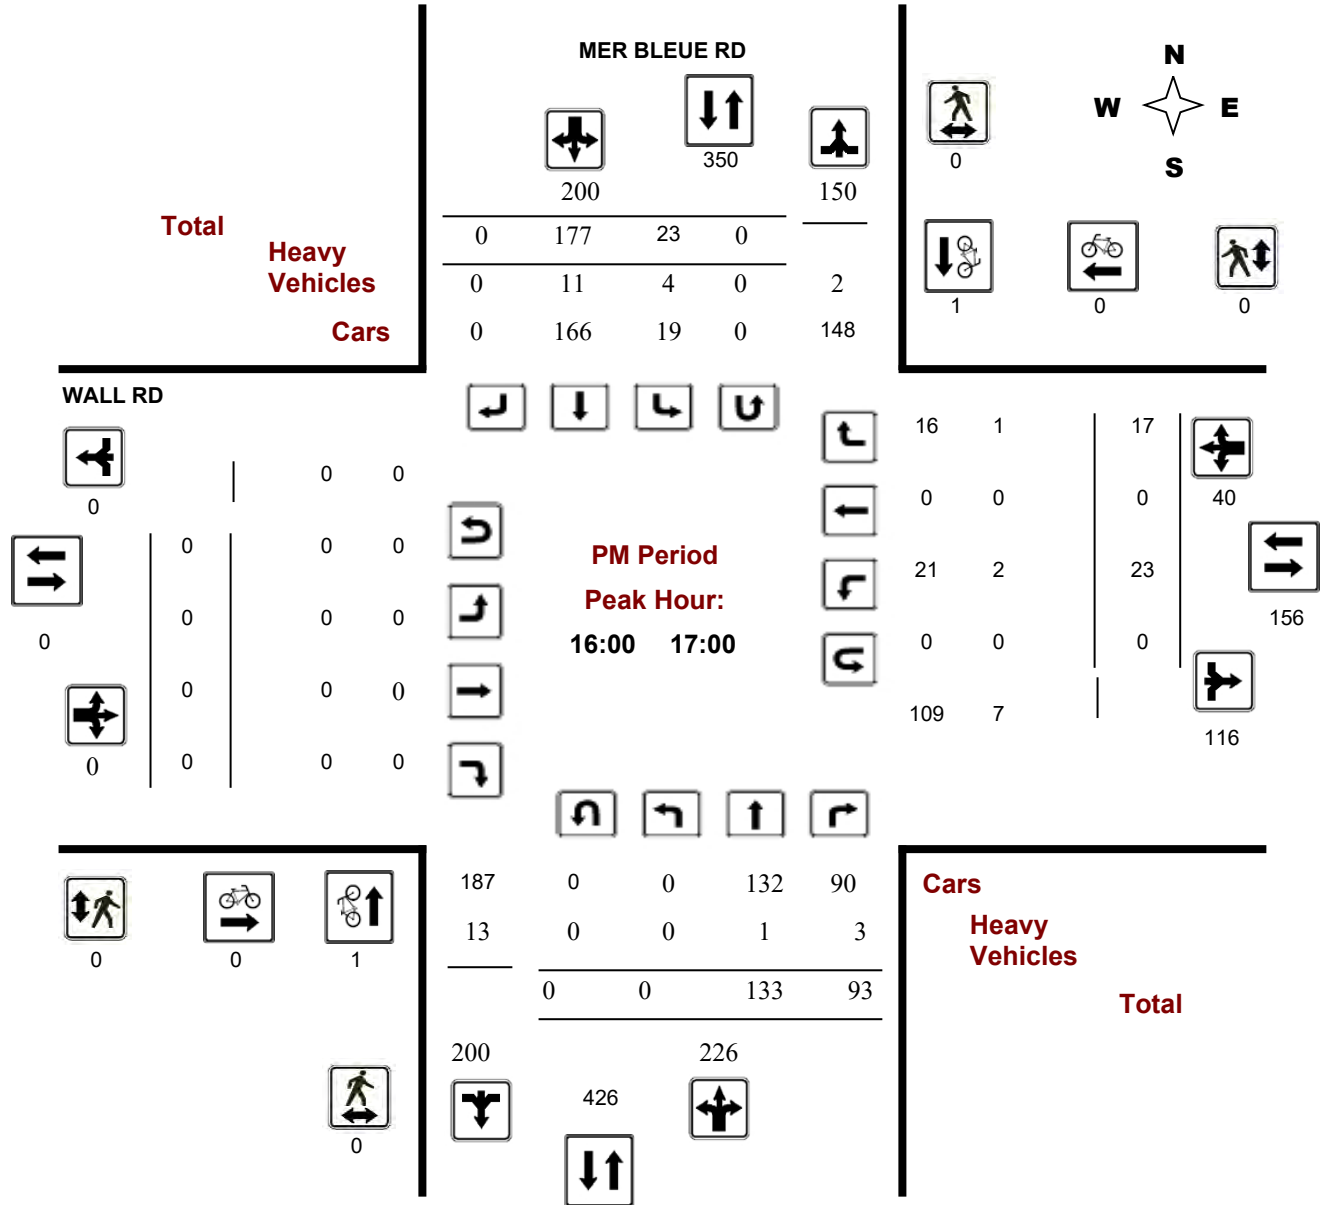 MER BLEUE RD
N
W E
S
350
0
200 150
Total 0 177 23 0
Heavy
Vehicles 0 11 4 0 2
1 0 0
Cars 0 166 19 0 148
WALL RD
16 1 17
0 0
0 0 0 0 40
0 0 0
PM Period
21 2 23
Peak Hour:
0 0 0 156
0 16:00 17:00 0 0 0
0 0 0
109 7 116
0 0 0 0
187 0 0 132 90 Cars
13 0 0 1 3 Heavy
Vehicles
0 0 1
0 0 133 93 Total
200 226
426
0